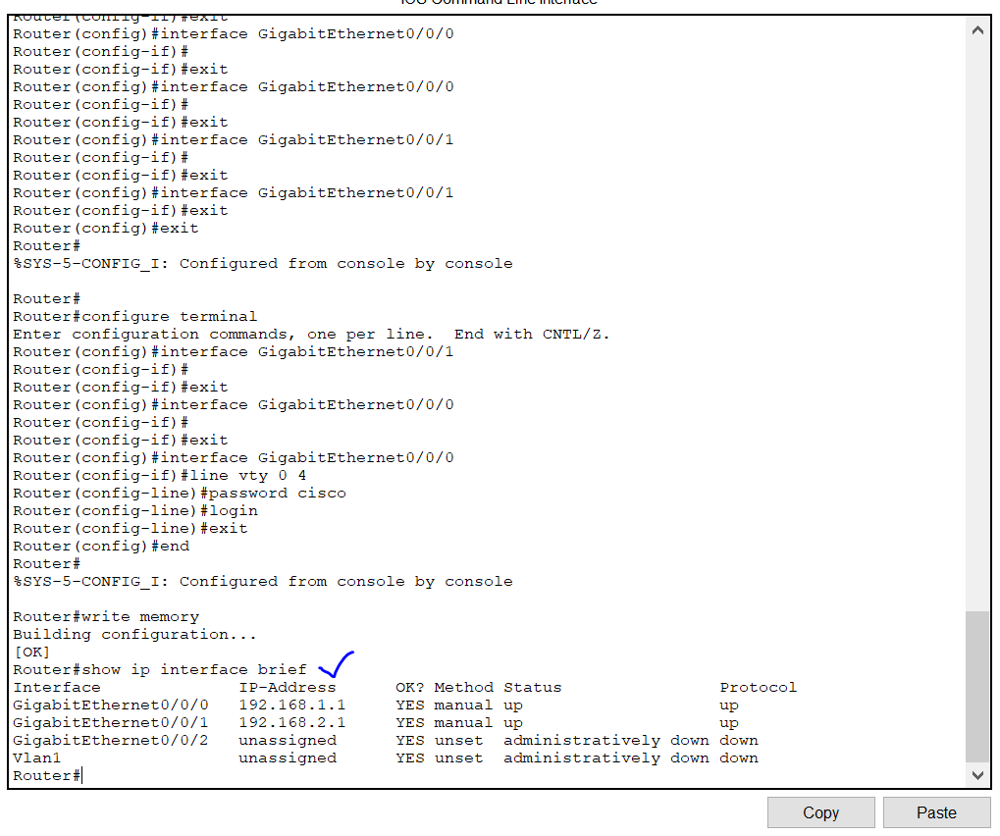 IOS Command Line Interface
Router(config-if)#exit
Router(config)#interface GigabitEthernet0/0/0
Router(config-if)#
Router(config-if)#exit
Router(config)#interface GigabitEthernet0/0/0
Router(config-if)#
Router(config-if)#exit
Router(config)#interface GigabitEthernet0/0/1
Router(config-if)#
Router(config-if)#exit
Router(config)#interface GigabitEthernet0/0/1
Router(config-if)#exit
Router(config)#exit
Router#
%SYS-5-CONFIG_I: Configured from console by console
Router#
Router#configure terminal
Enter configuration commands, one per line.  End with CNTL/Z.
Router(config)#interface GigabitEthernet0/0/1
Router(config-if)#
Router(config-if)#exit
Router(config)#interface GigabitEthernet0/0/0
Router(config-if)#
Router(config-if)#exit
Router(config)#interface GigabitEthernet0/0/0
Router(config-if)#line vty 0 4
Router(config-line)#password cisco
Router(config-line)#login
Router(config-line)#exit
Router(config)#end
Router#
%SYS-5-CONFIG_I: Configured from console by console
Router#write memory
Building configuration...
[OK]
Router#show ip interface brief
Interface              IP-Address      OK? Method Status                Protocol
GigabitEthernet0/0/0   192.168.1.1     YES manual up                    up
GigabitEthernet0/0/1   192.168.2.1     YES manual up                    up
GigabitEthernet0/0/2   unassigned      YES unset  administratively down down
Vlan1                  unassigned      YES unset  administratively down down
Router#
Copy Paste